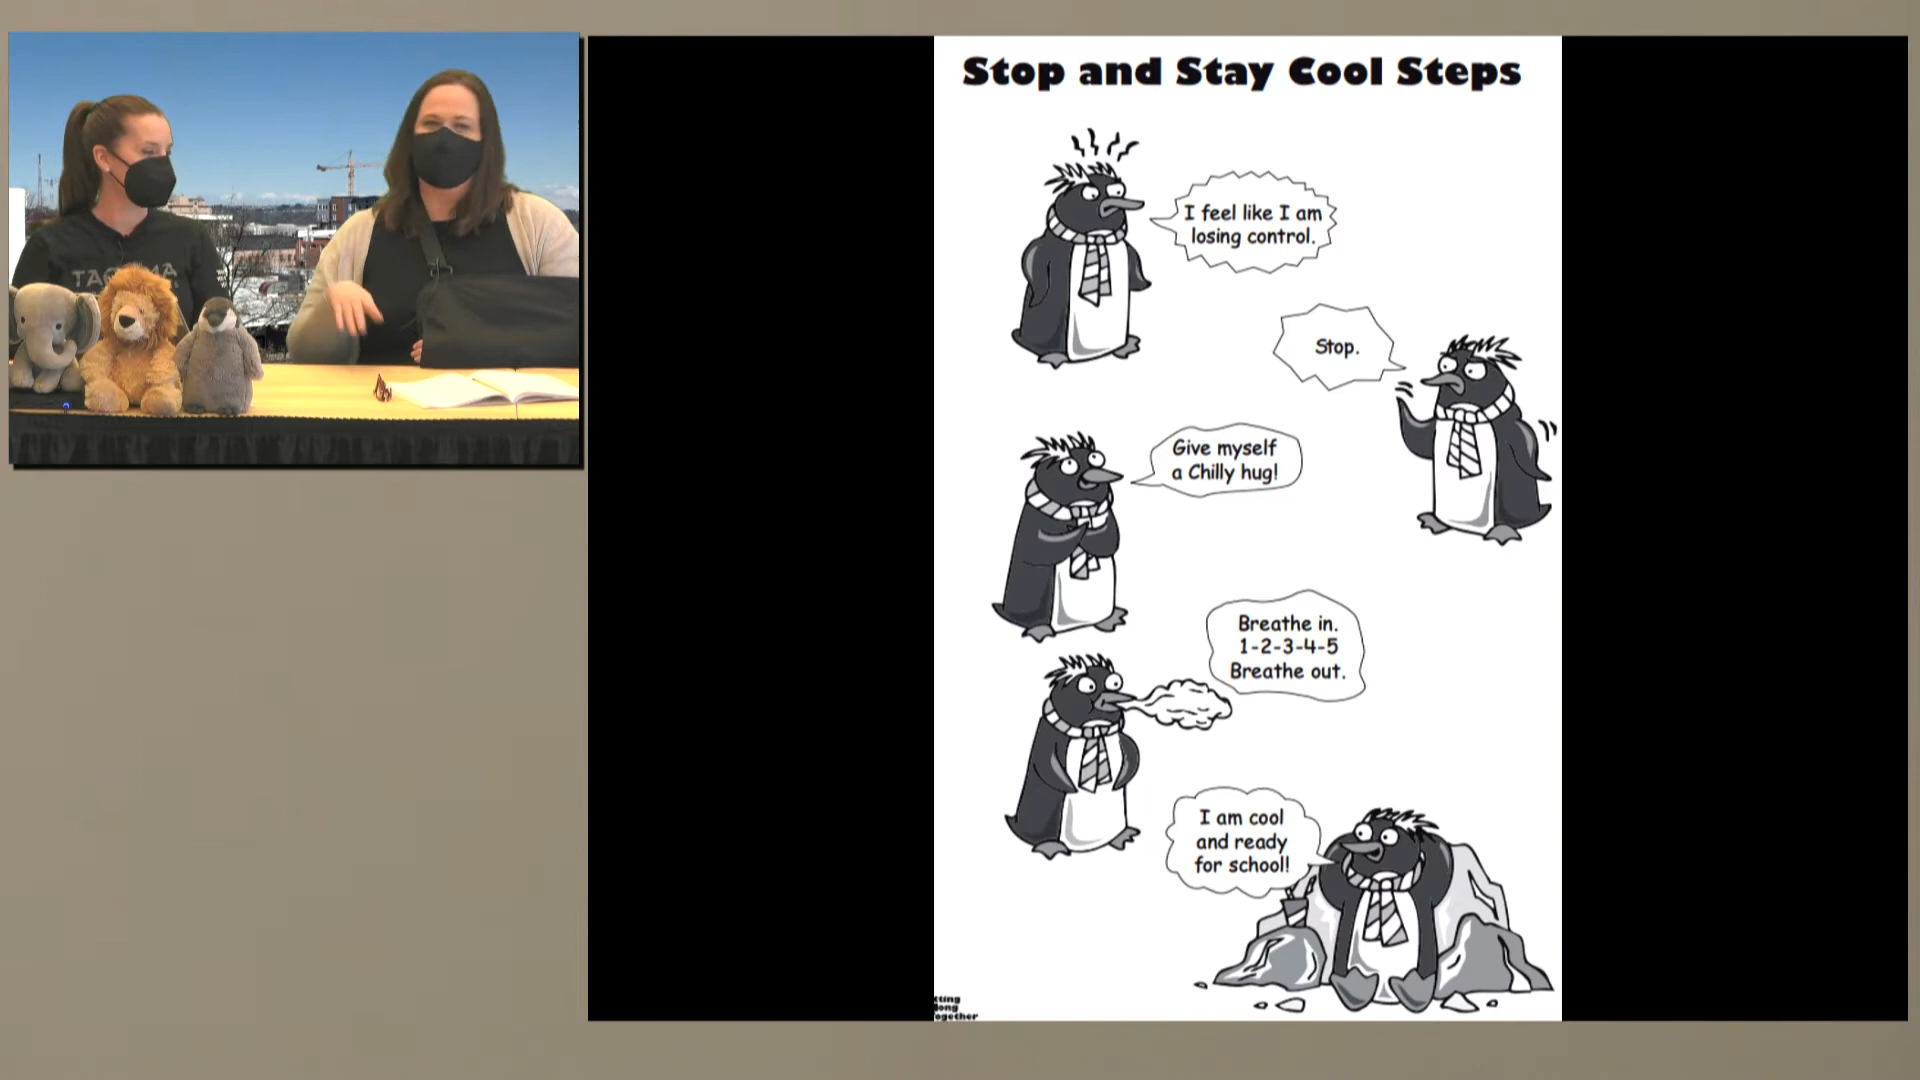 Stop and Stay Cool Steps
I feel like I am
losing control.
Stop.
Give myself
a Chilly hug!
Breathe in.
1-2-3-4-5
Breathe out.
I am cool
and ready
for school!